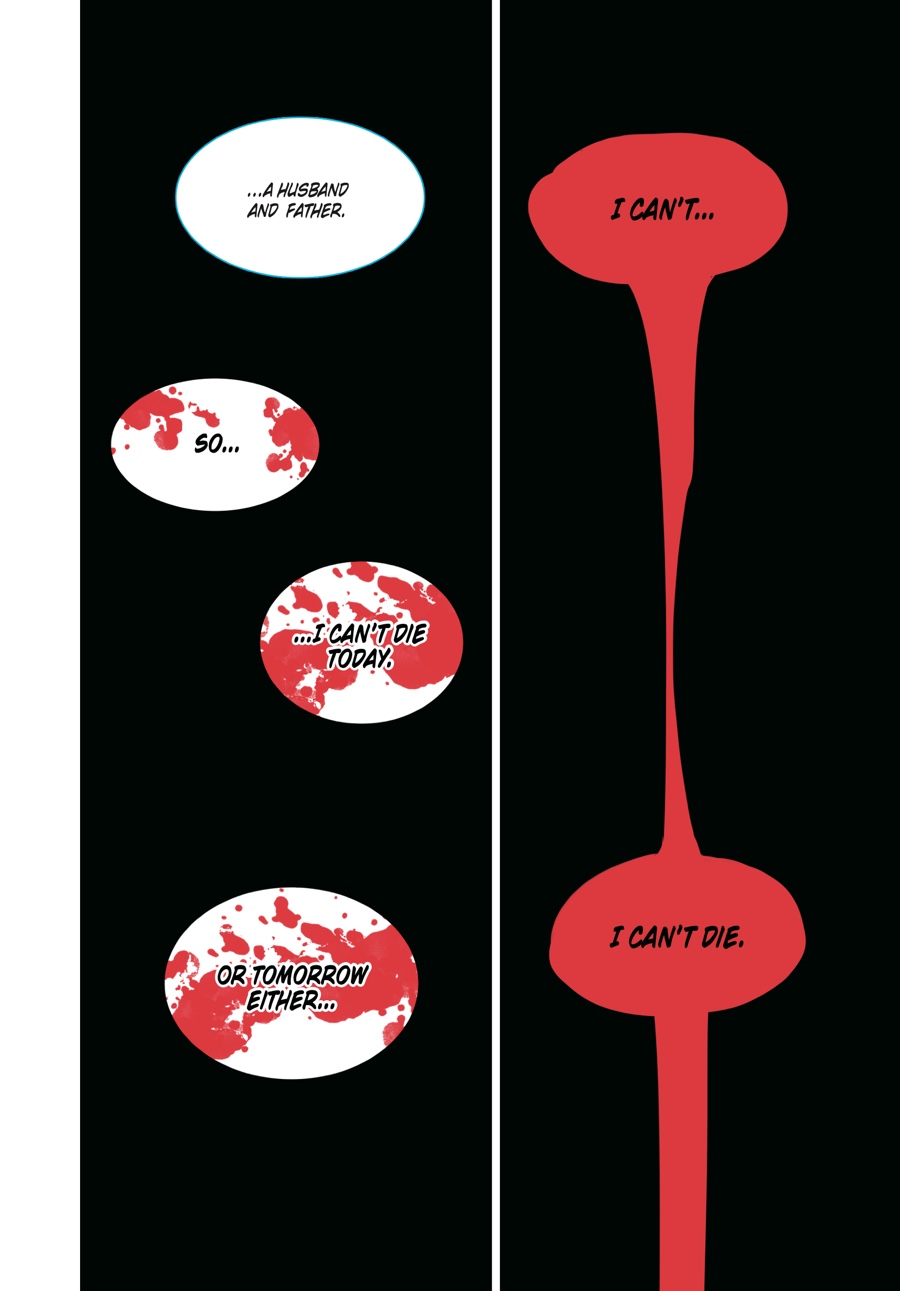 ...A HUSBAND
AND FATHER.
SO...
...I CAN'T DIE
TODAY.
OR TOMORROW
EITHER...
I CAN'T...
I CAN'T DIE.